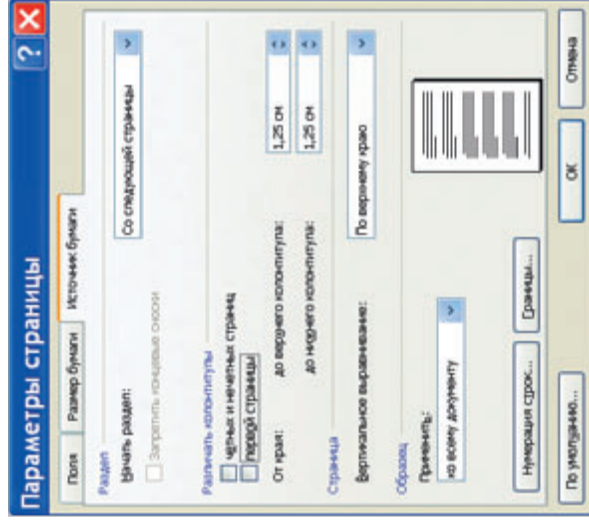 Параметры страницы
Поля Размер бумаги Источник бумаги
Раздел
Начать раздел: Со следующей страницы
Запретить концевые сноски
Различать колонтитулы
четных и нечетных страниц
первой страницы
От края: до верхнего колонтитула: 1,25 см
до нижнего колонтитула: 1,25 см
Страница
Вертикальное выравнивание: По верхнему краю
Образец
Применить:
ко всему документу
Нумерация строк... Границы...
По умолчанию... ОК Отмена